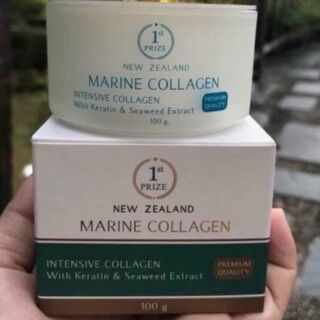 1st
PRIZE
NEW ZEALAND
MARINE COLLAGEN
INTENSIVE COLLAGEN
With Keratin & Seaweed Extract
PREMIUM
QUALITY
100 g
1st
PRIZE
NEW ZEALAND
MARINE COLLAGEN
INTENSIVE COLLAGEN
With Keratin & Seaweed Extract
PREMIUM
QUALITY
100 g